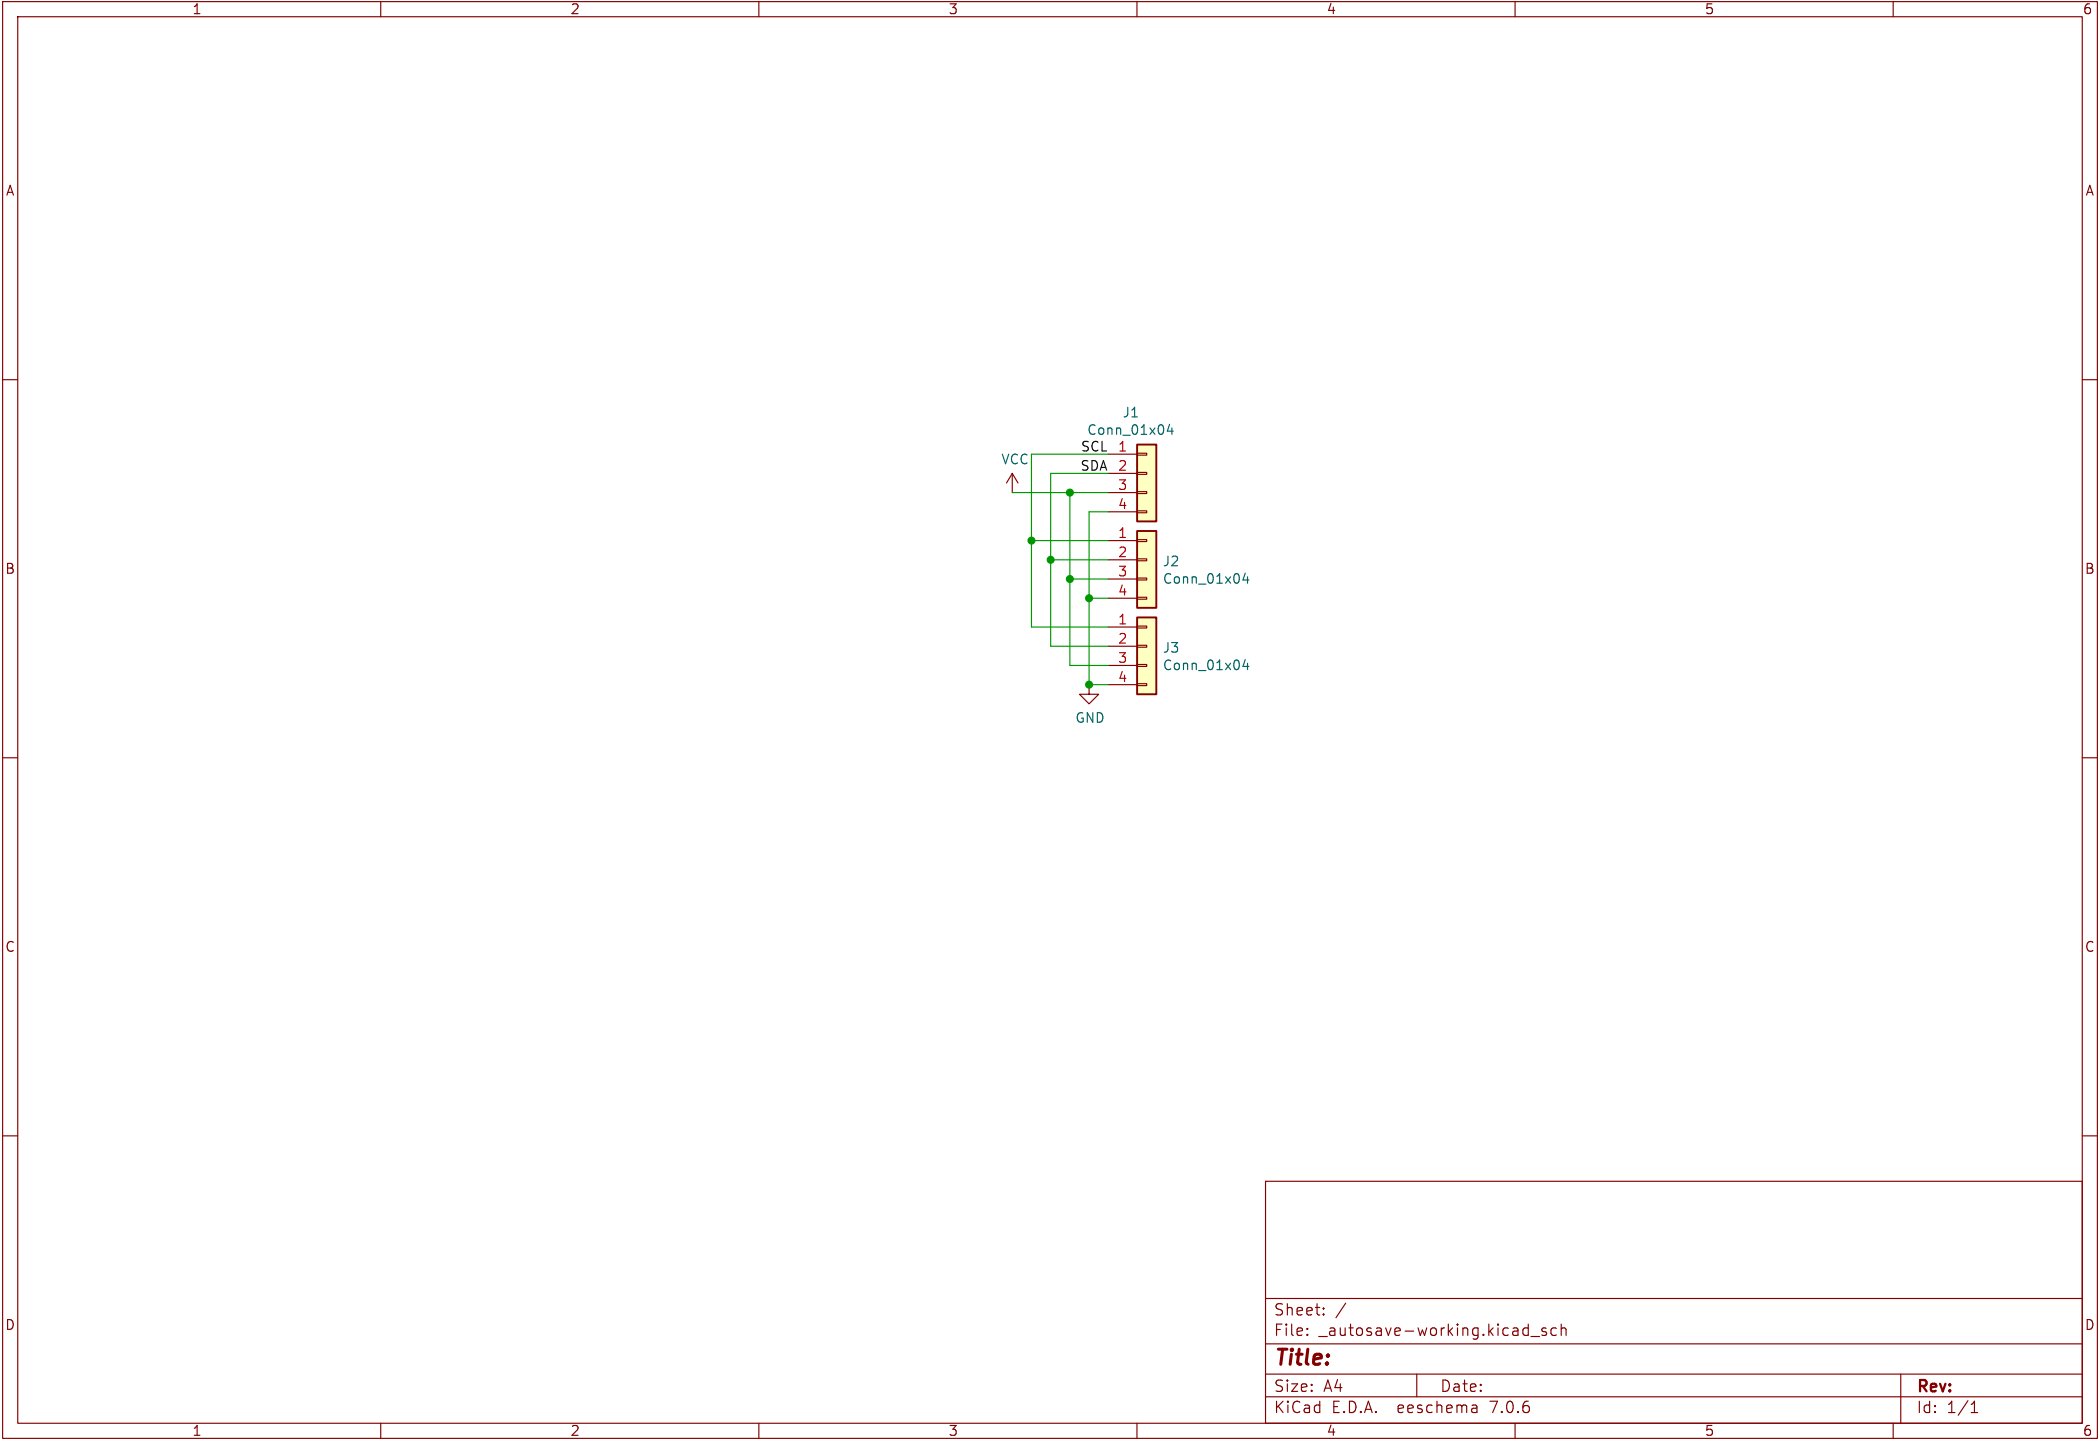 1 2 3 4 5 6
A A
J1
Conn_01x04
SCL 1
VCC
SDA 2
3
4
1
2
J2
3
Conn_01x04
4
1
2
J3
3
Conn_01x04
4
GND
B B
C C
D D
Sheet: /
File: _autosave-working.kicad_sch
Title:
Size: A4 Date: Rev:
KiCad E.D.A. eeschema 7.0.6 Id: 1/1
1 2 3 4 5 6